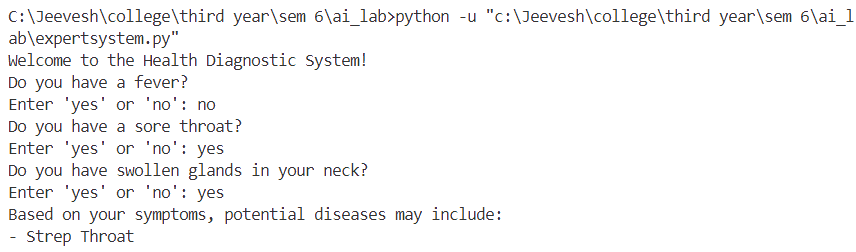 C:\Jeevesh\college\third year\sem 6\ai_lab>python -u "c:\Jeevesh\college\third year\sem 6\ai_l
ab\expertsystem.py"
Welcome to the Health Diagnostic System!
Do you have a fever?
Enter 'yes' or 'no': no
Do you have a sore throat?
Enter 'yes' or 'no': yes
Do you have swollen glands in your neck?
Enter 'yes' or 'no': yes
Based on your symptoms, potential diseases may include:
- Strep Throat